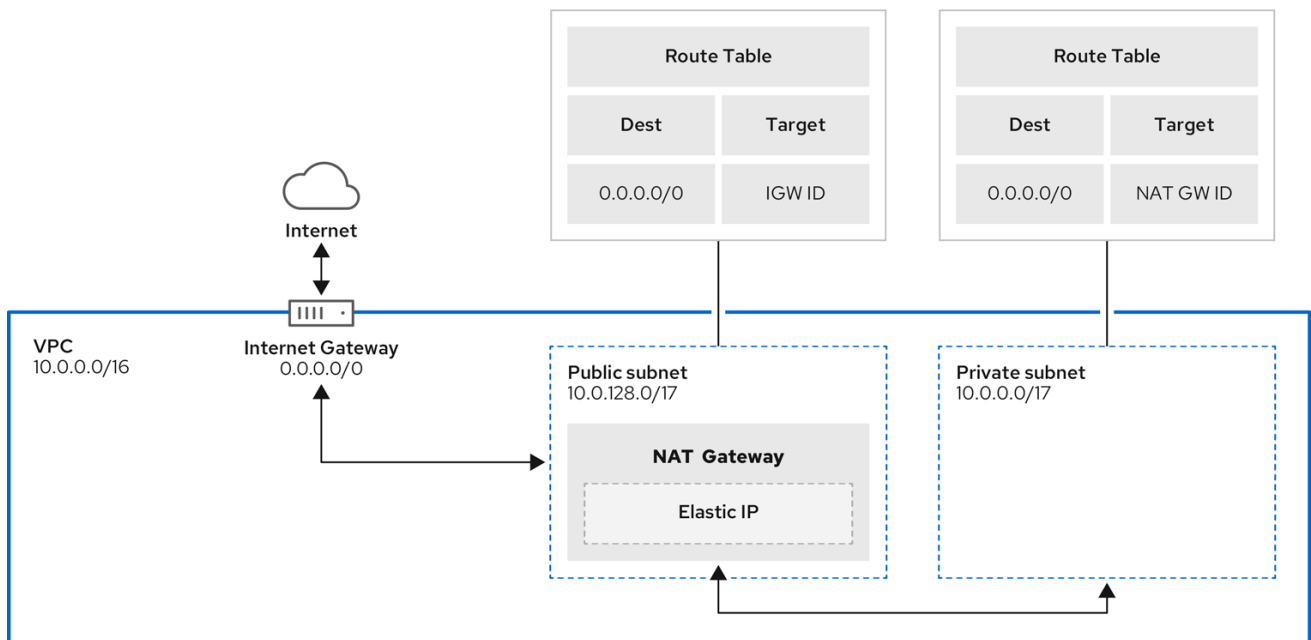 Route Table
Dest
Target
0.0.0.0/0
IGW ID
Route Table
Dest
Target
0.0.0.0/0
NAT GW ID
Internet
VPC
10.0.0.0/16
Internet Gateway
0.0.0.0/0
Public subnet
10.0.128.0/17
NAT Gateway
Elastic IP
Private subnet
10.0.0.0/17